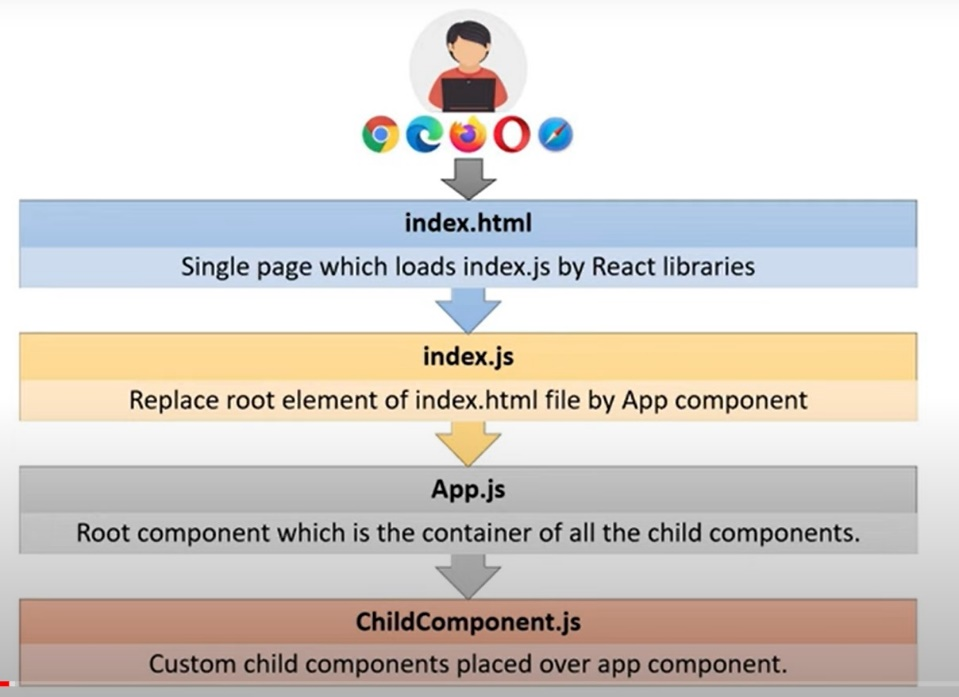 index.html
Single page which loads index.js by React libraries
index.js
Replace root element of index.html file by App component
App.js
Root component which is the container of all the child components.
ChildComponent.js
Custom child components placed over app component.